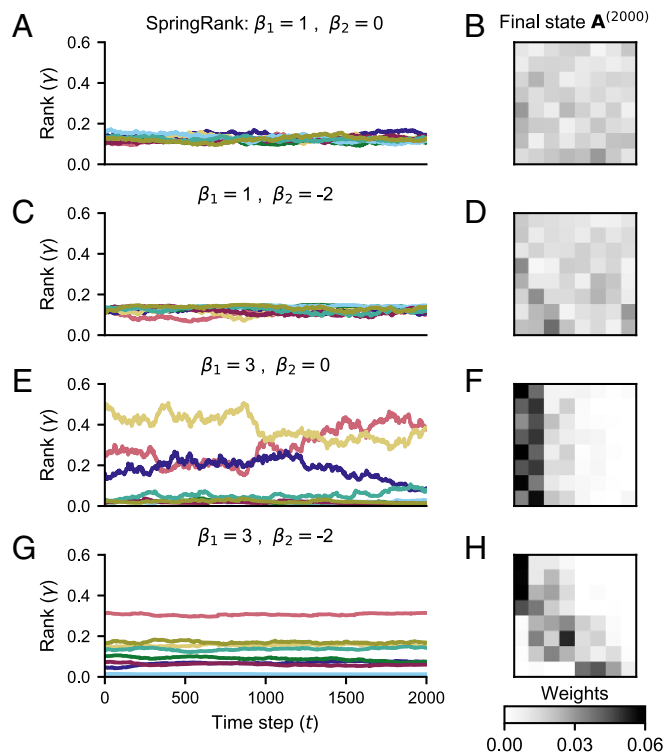 A SpringRank: β₁ = 1 , β₂ = 0 B Final state A⁽²⁰⁰⁰⁾
0.6
0.4
0.2
0.0
Rank (γ)
C β₁ = 1 , β₂ = -2 D
0.6
0.4
0.2
0.0
Rank (γ)
E β₁ = 3 , β₂ = 0 F
0.6
0.4
0.2
0.0
Rank (γ)
G β₁ = 3 , β₂ = -2 H
0.6
0.4
0.2
0.0
Rank (γ)
0 500 1000 1500 2000
Time step (t)
Weights
0.00 0.03 0.06